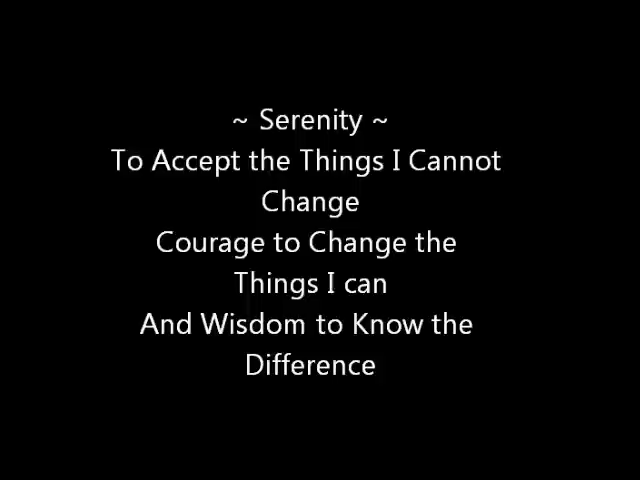 ~ Serenity ~
To Accept the Things I Cannot
Change
Courage to Change the
Things I can
And Wisdom to Know the
Difference